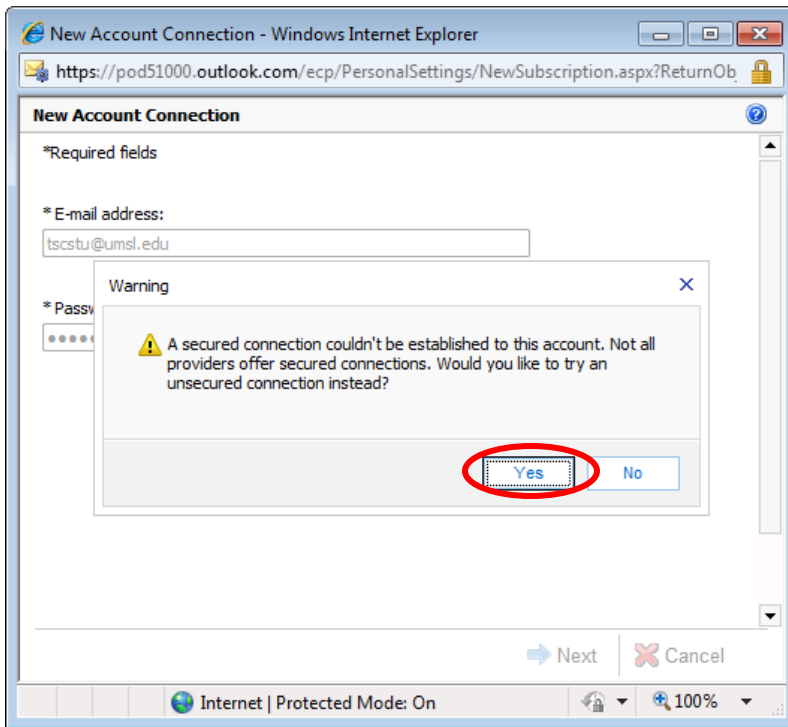 New Account Connection - Windows Internet Explorer
https://pod51000.outlook.com/ecp/PersonalSettings/NewSubscription.aspx?ReturnOb
New Account Connection
*Required fields
* E-mail address:
tscstu@umsl.edu
Warning
* Passw
A secured connection couldn't be established to this account. Not all
providers offer secured connections. Would you like to try an
unsecured connection instead?
Yes No
Next Cancel
Internet | Protected Mode: On 100%